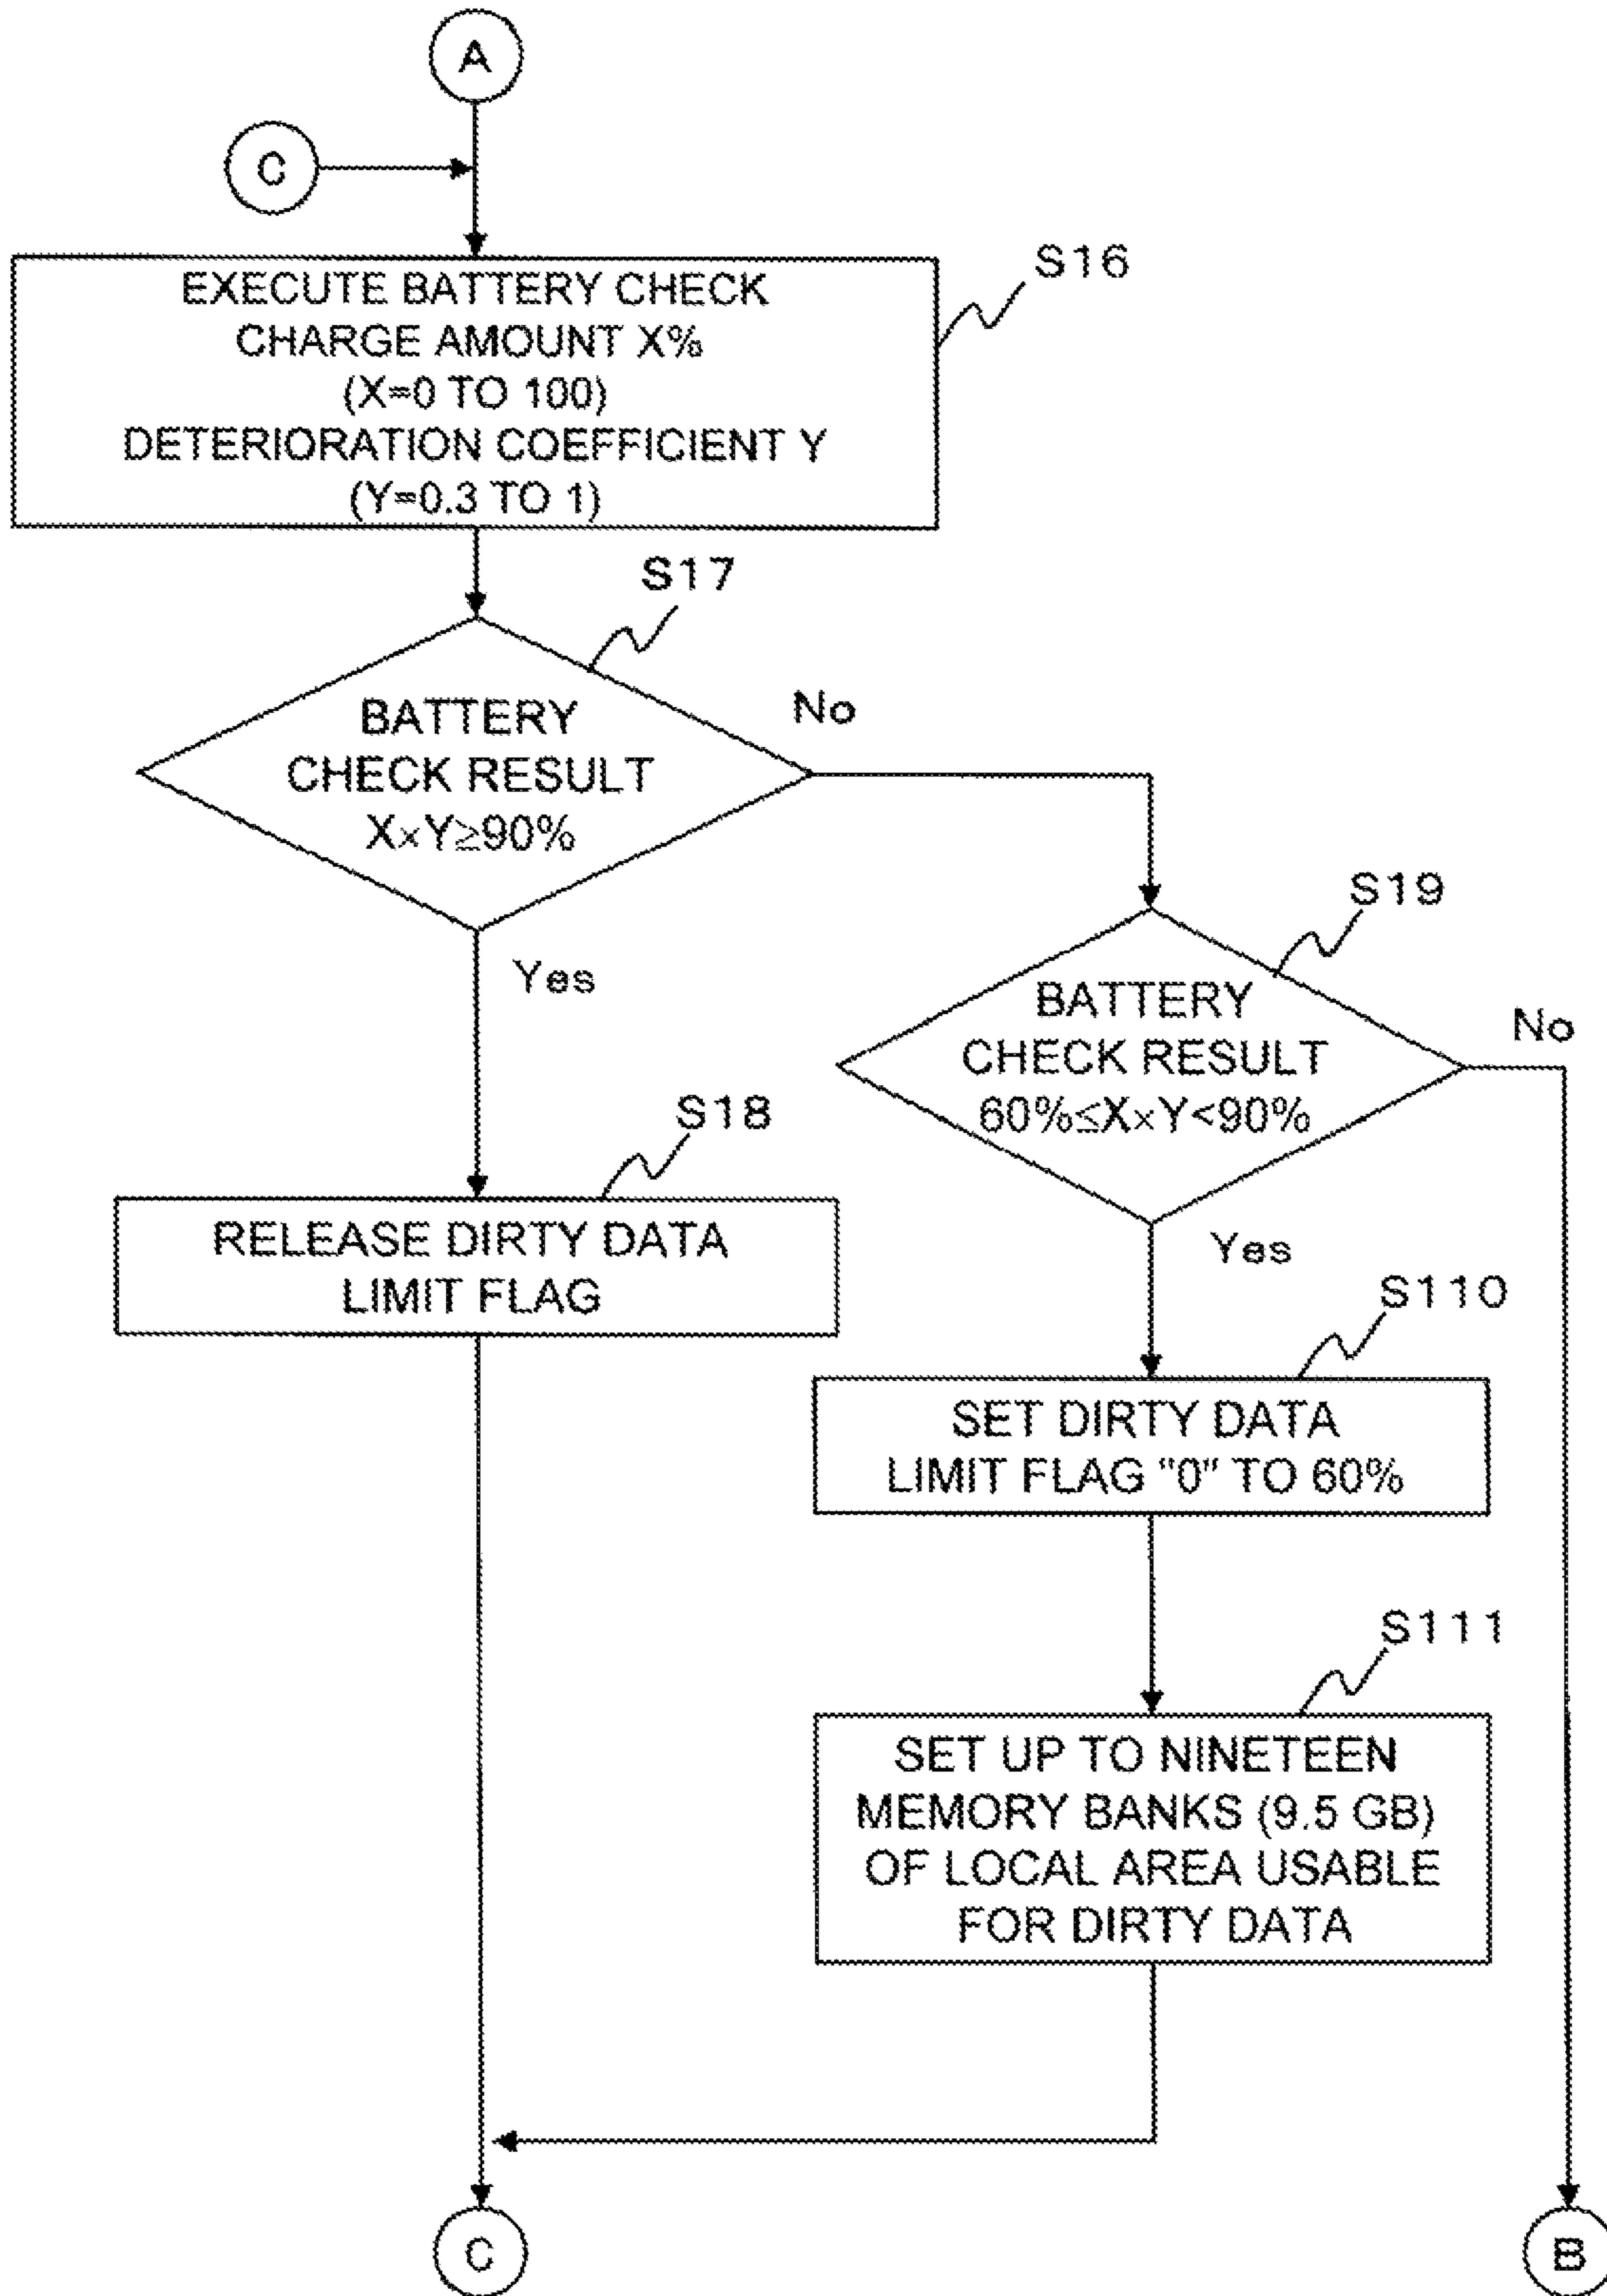 A
C
S16
EXECUTE BATTERY CHECK
CHARGE AMOUNT X%
(X=0 TO 100)
DETERIORATION COEFFICIENT Y
(Y=0.3 TO 1)
S17
BATTERY
CHECK RESULT
X×Y≧90%
No
Yes
S19
BATTERY
CHECK RESULT
60%≦X×Y<90%
No
Yes
S18
RELEASE DIRTY DATA
LIMIT FLAG
S110
SET DIRTY DATA
LIMIT FLAG "0" TO 60%
S111
SET UP TO NINETEEN
MEMORY BANKS (9.5 GB)
OF LOCAL AREA USABLE
FOR DIRTY DATA
C
B